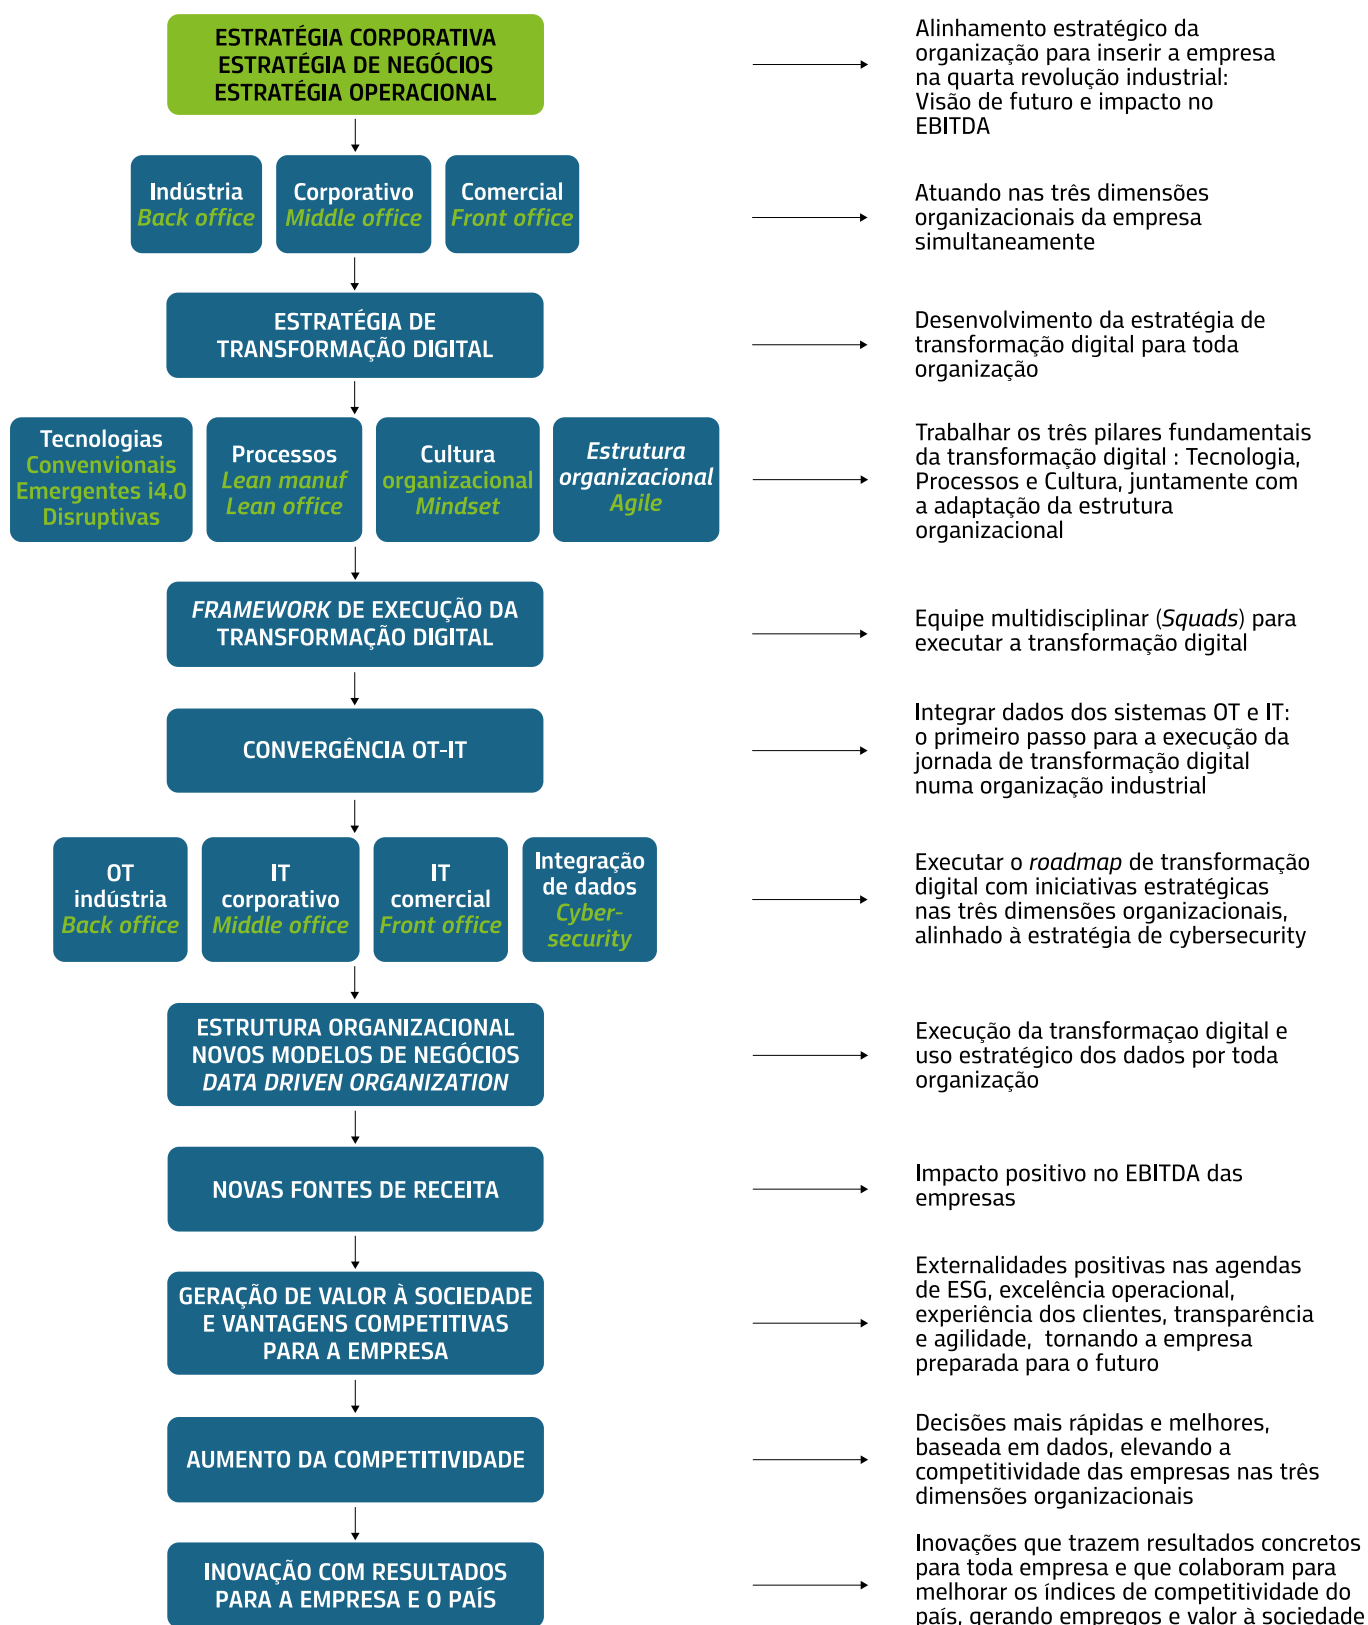 ESTRATÉGIA CORPORATIVA
ESTRATÉGIA DE NEGÓCIOS
ESTRATÉGIA OPERACIONAL
Alinhamento estratégico da
organização para inserir a empresa
na quarta revolução industrial:
Visão de futuro e impacto no
EBITDA
Indústria
Back office
Corporativo
Middle office
Comercial
Front office
Atuando nas três dimensões
organizacionais da empresa
simultaneamente
ESTRATÉGIA DE
TRANSFORMAÇÃO DIGITAL
Desenvolvimento da estratégia de
transformação digital para toda
organização
Tecnologias
Convenvionais
Emergentes i4.0
Disruptivas
Processos
Lean manuf
Lean office
Cultura
organizacional
Mindset
Estrutura
organizacional
Agile
Trabalhar os três pilares fundamentais
da transformação digital : Tecnologia,
Processos e Cultura, juntamente com
a adaptação da estrutura
organizacional
FRAMEWORK DE EXECUÇÃO DA
TRANSFORMAÇÃO DIGITAL
Equipe multidisciplinar (Squads) para
executar a transformação digital
CONVERGÊNCIA OT-IT
Integrar dados dos sistemas OT e IT:
o primeiro passo para a execução da
jornada de transformação digital
numa organização industrial
OT
indústria
Back office
IT
corporativo
Middle office
IT
comercial
Front office
Integração
de dados
Cyber-
security
Executar o roadmap de transformação
digital com iniciativas estratégicas
nas três dimensões organizacionais,
alinhado à estratégia de cybersecurity
ESTRUTURA ORGANIZACIONAL
NOVOS MODELOS DE NEGÓCIOS
DATA DRIVEN ORGANIZATION
Execução da transformaçao digital e
uso estratégico dos dados por toda
organização
NOVAS FONTES DE RECEITA
Impacto positivo no EBITDA das
empresas
GERAÇÃO DE VALOR À SOCIEDADE
E VANTAGENS COMPETITIVAS
PARA A EMPRESA
Externalidades positivas nas agendas
de ESG, excelência operacional,
experiência dos clientes, transparência
e agilidade, tornando a empresa
preparada para o futuro
AUMENTO DA COMPETITIVIDADE
Decisões mais rápidas e melhores,
baseada em dados, elevando a
competitividade das empresas nas três
dimensões organizacionais
INOVAÇÃO COM RESULTADOS
PARA A EMPRESA E O PAÍS
Inovações que trazem resultados concretos
para toda empresa e que colaboram para
melhorar os índices de competitividade do
país, gerando empregos e valor à sociedade